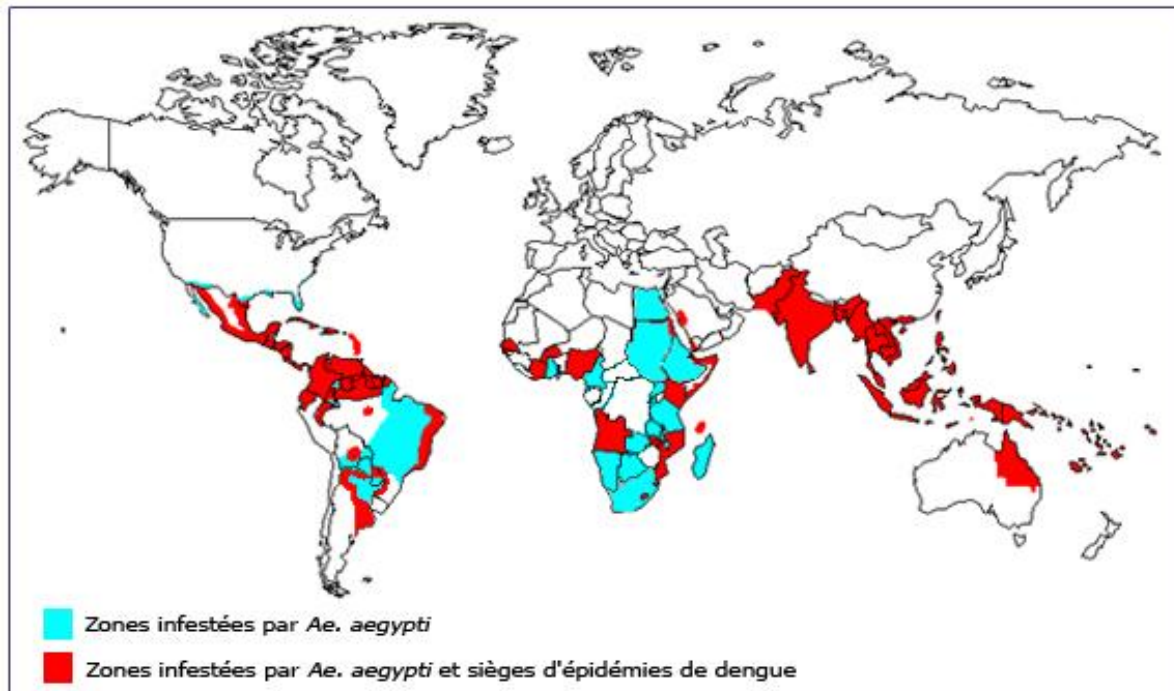 Zones infestées par Ae. aegypti
Zones infestées par Ae. aegypti et sièges d'épidémies de dengue